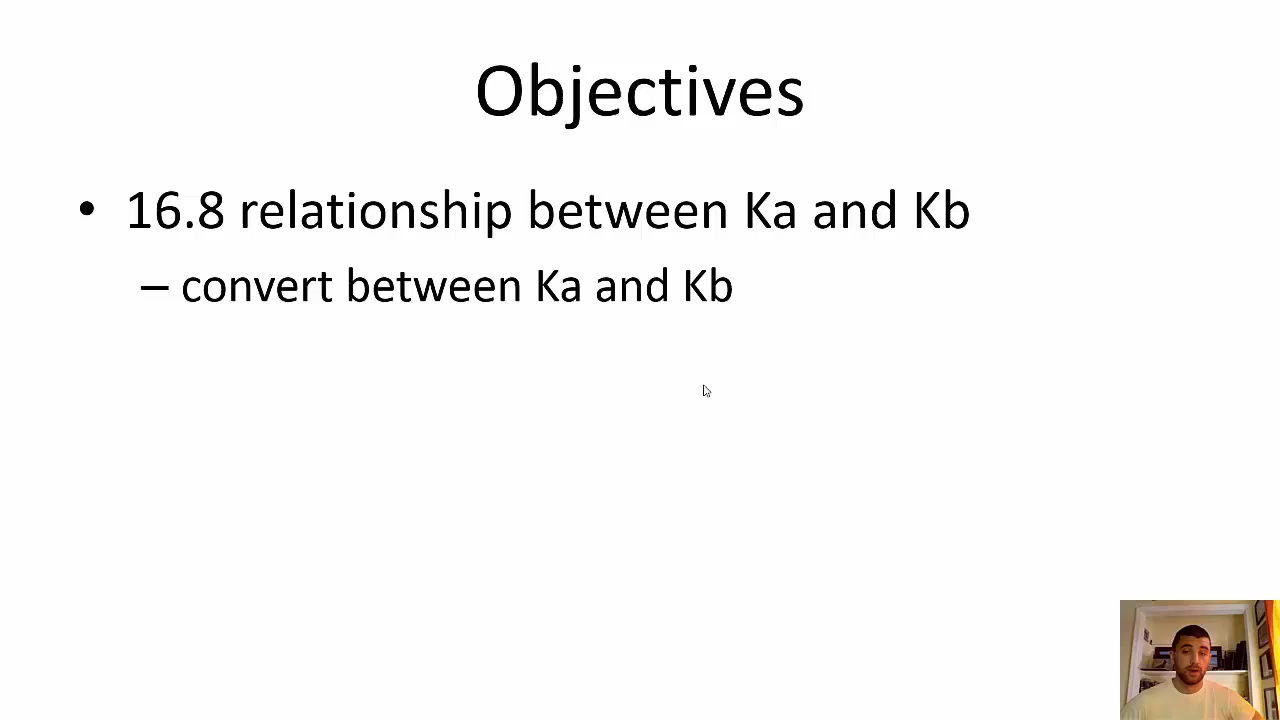 Objectives
• 16.8 relationship between Ka and Kb
– convert between Ka and Kb